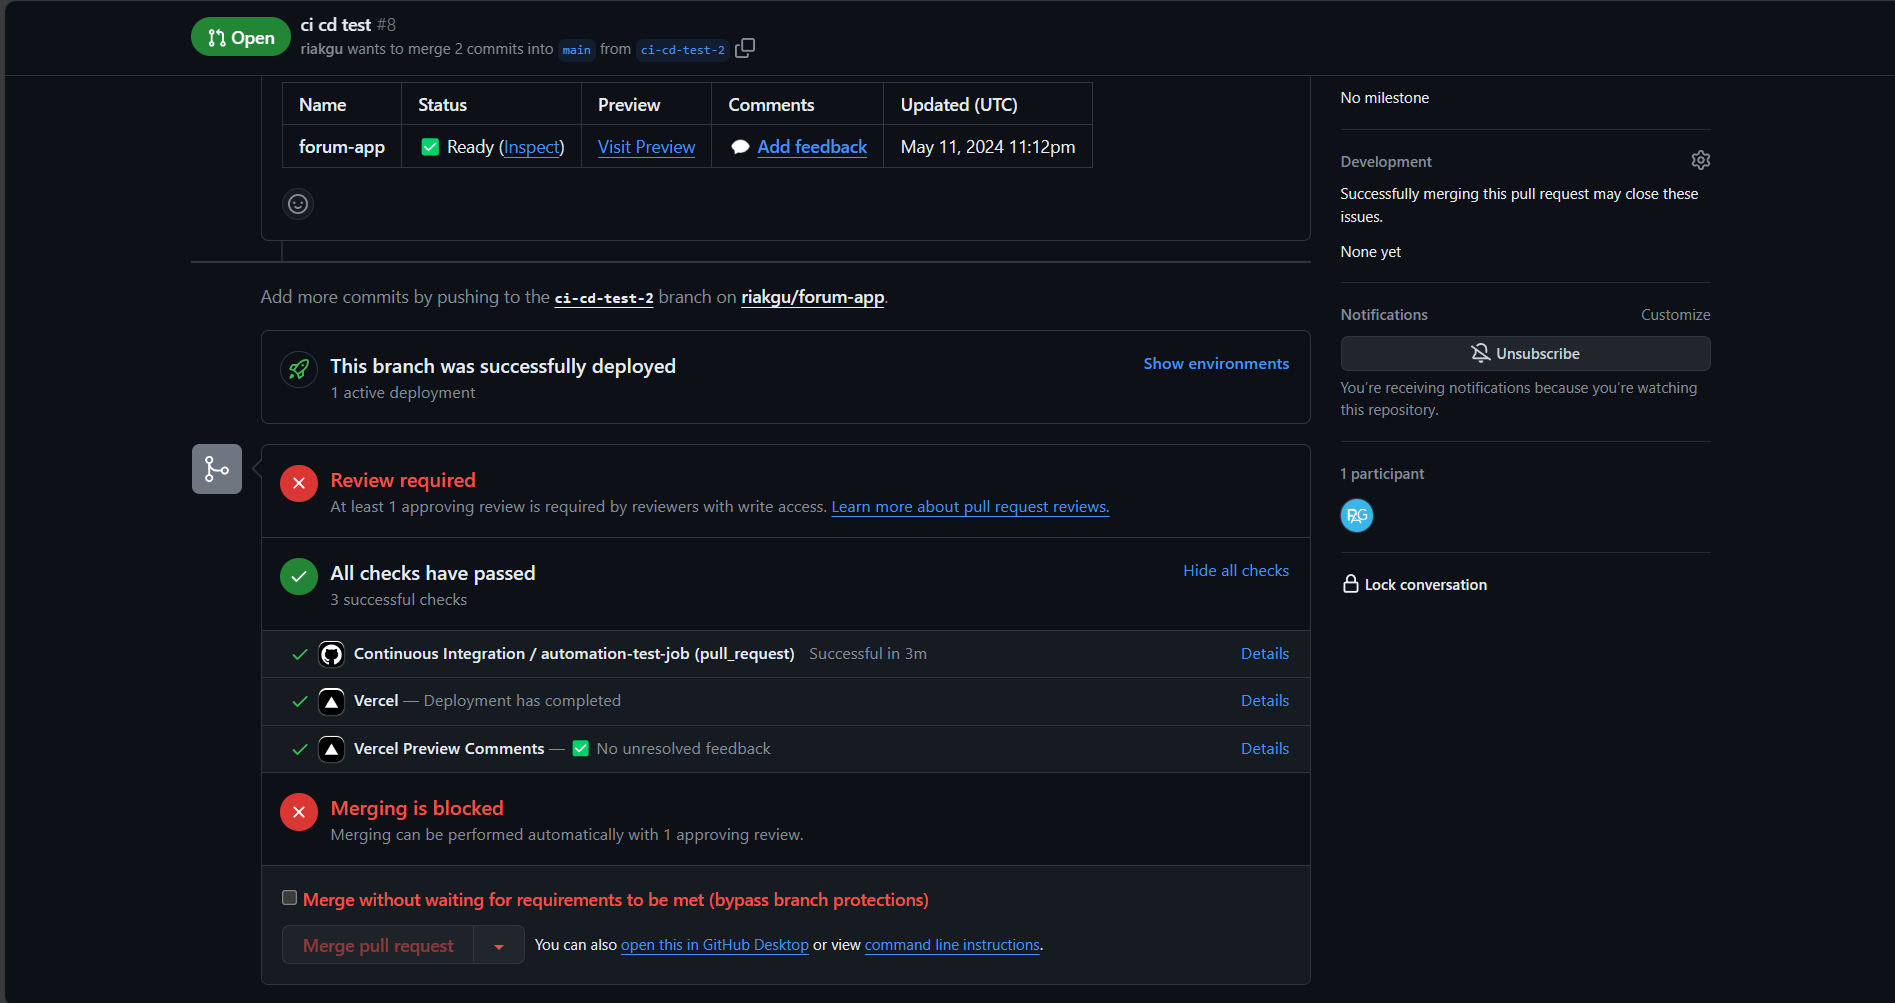 Open
ci cd test #8
riakgu wants to merge 2 commits into main from ci-cd-test-2
Name Status Preview Comments Updated (UTC)
forum-app ✅ Ready (Inspect) Visit Preview 💬 Add feedback May 11, 2024 11:12pm
Add more commits by pushing to the ci-cd-test-2 branch on riakgu/forum-app.
This branch was successfully deployed
1 active deployment
Show environments
Review required
At least 1 approving review is required by reviewers with write access. Learn more about pull request reviews.
All checks have passed
3 successful checks
Hide all checks
Continuous Integration / automation-test-job (pull_request) Successful in 3m Details
Vercel — Deployment has completed Details
Vercel Preview Comments — ✅ No unresolved feedback Details
Merging is blocked
Merging can be performed automatically with 1 approving review.
Merge without waiting for requirements to be met (bypass branch protections)
Merge pull request
You can also open this in GitHub Desktop or view command line instructions.
No milestone
Development
Successfully merging this pull request may close these
issues.
None yet
Notifications Customize
Unsubscribe
You're receiving notifications because you're watching
this repository.
1 participant
RG
Lock conversation